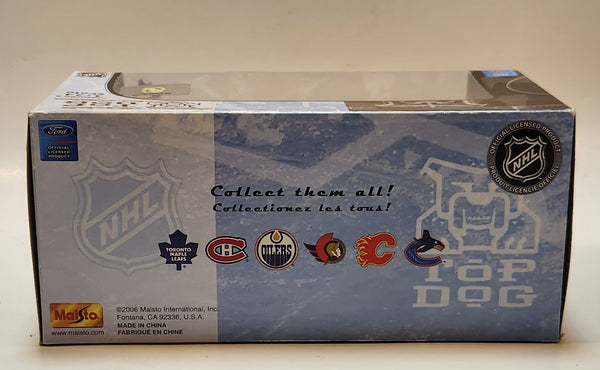 Ford
OFFICIAL
LICENSED
PRODUCT
NHL
OFFICIAL LICENSED PRODUCT
NHL
PRODUIT LICENCIÉ OFFICIEL
Collect them all!
Collectionez les tous!
TORONTO
MAPLE
LEAFS
OILERS
TOP
DOG
Maisto
www.maisto.com
©2006 Maisto International, Inc.
Fontana, CA 92336, U.S.A.
MADE IN CHINA
FABRIQUÉ EN CHINE